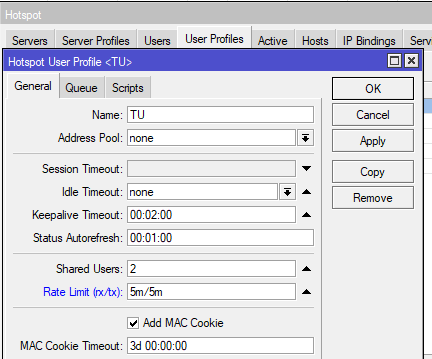 Hotspot
Servers Server Profiles Users User Profiles Active Hosts IP Bindings
Hotspot User Profile <TU>
General Queue Scripts
Name: TU
Address Pool: none
Session Timeout:
Idle Timeout: none
Keepalive Timeout: 00:02:00
Status Autorefresh: 00:01:00
Shared Users: 2
Rate Limit (rx/tx): 5m/5m
Add MAC Cookie
MAC Cookie Timeout: 3d 00:00:00
OK
Cancel
Apply
Copy
Remove